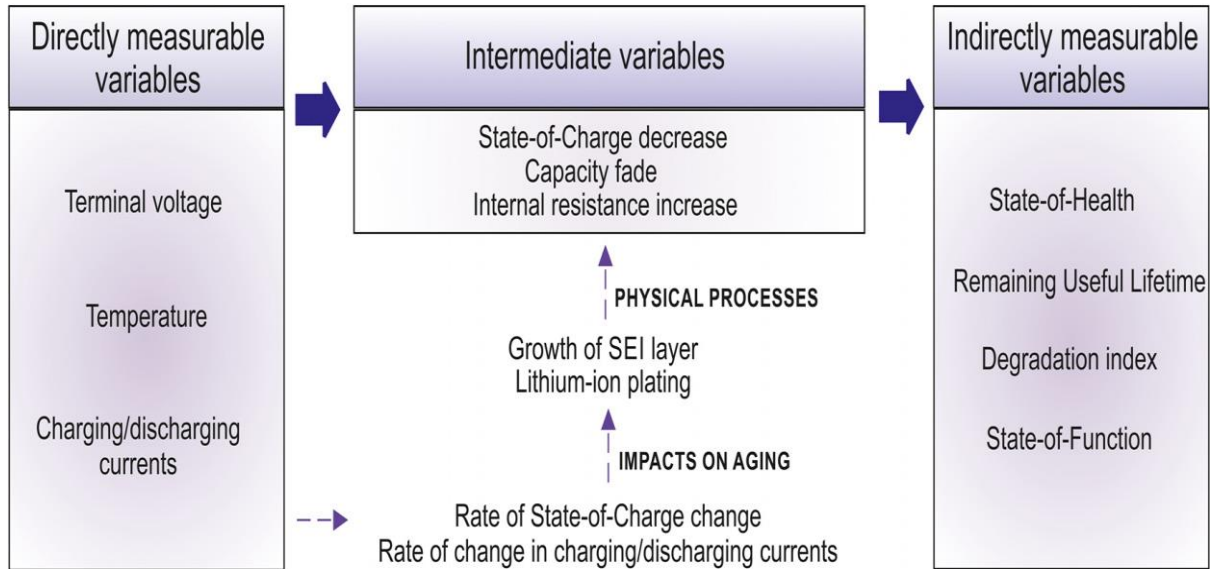 Directly measurable
variables
Terminal voltage
Temperature
Charging/discharging
currents
Intermediate variables
State-of-Charge decrease
Capacity fade
Internal resistance increase
PHYSICAL PROCESSES
Growth of SEI layer
Lithium-ion plating
IMPACTS ON AGING
Rate of State-of-Charge change
Rate of change in charging/discharging currents
Indirectly measurable
variables
State-of-Health
Remaining Useful Lifetime
Degradation index
State-of-Function